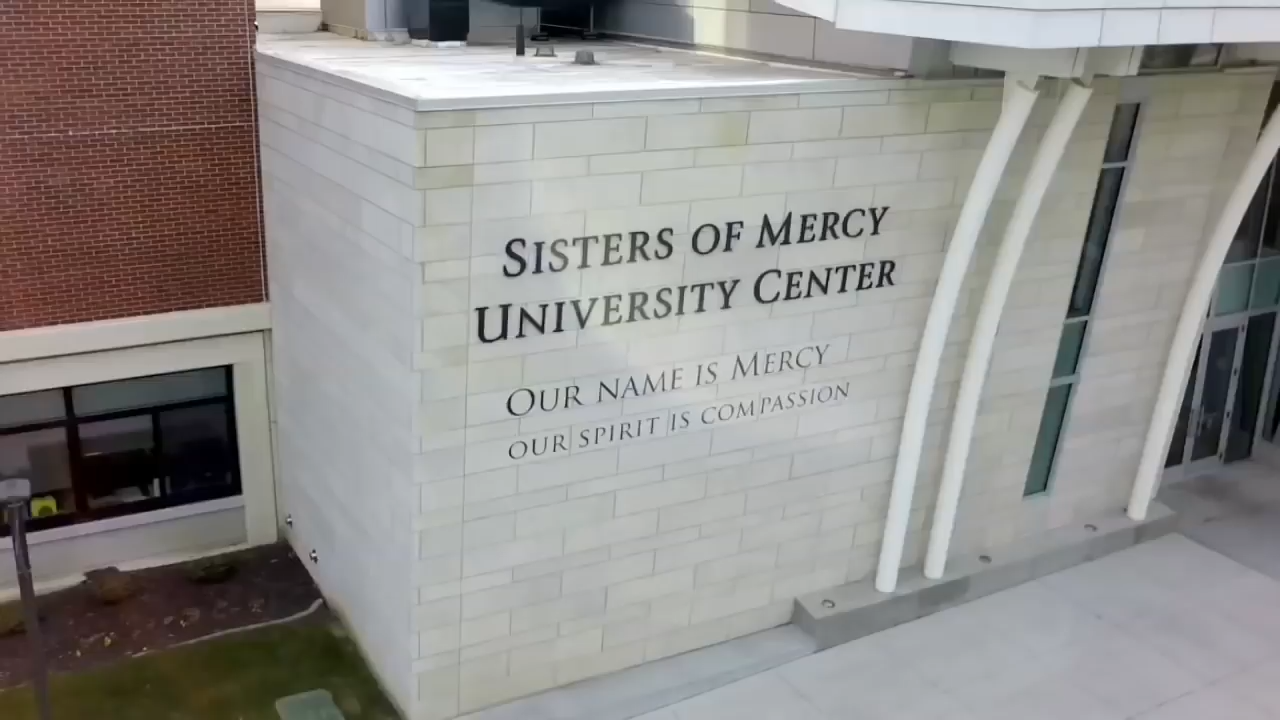 SISTERS OF MERCY
UNIVERSITY CENTER
OUR NAME IS MERCY
OUR SPIRIT IS COMPASSION